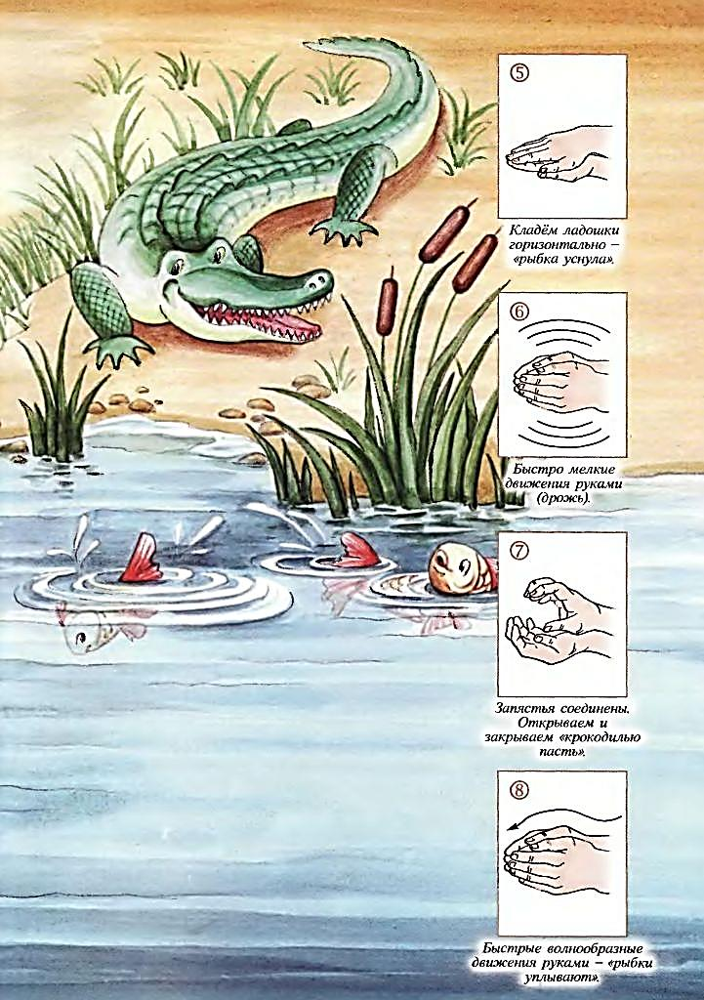 5
Кладём ладошки
горизонтально –
«рыбка уснула».
6
Быстро мелкие
движения руками
(дрожь).
7
Запястья соединены.
Открываем и
закрываем «крокодилью
пасть».
8
Быстрые волнообразные
движения руками – «рыбки
уплывают».